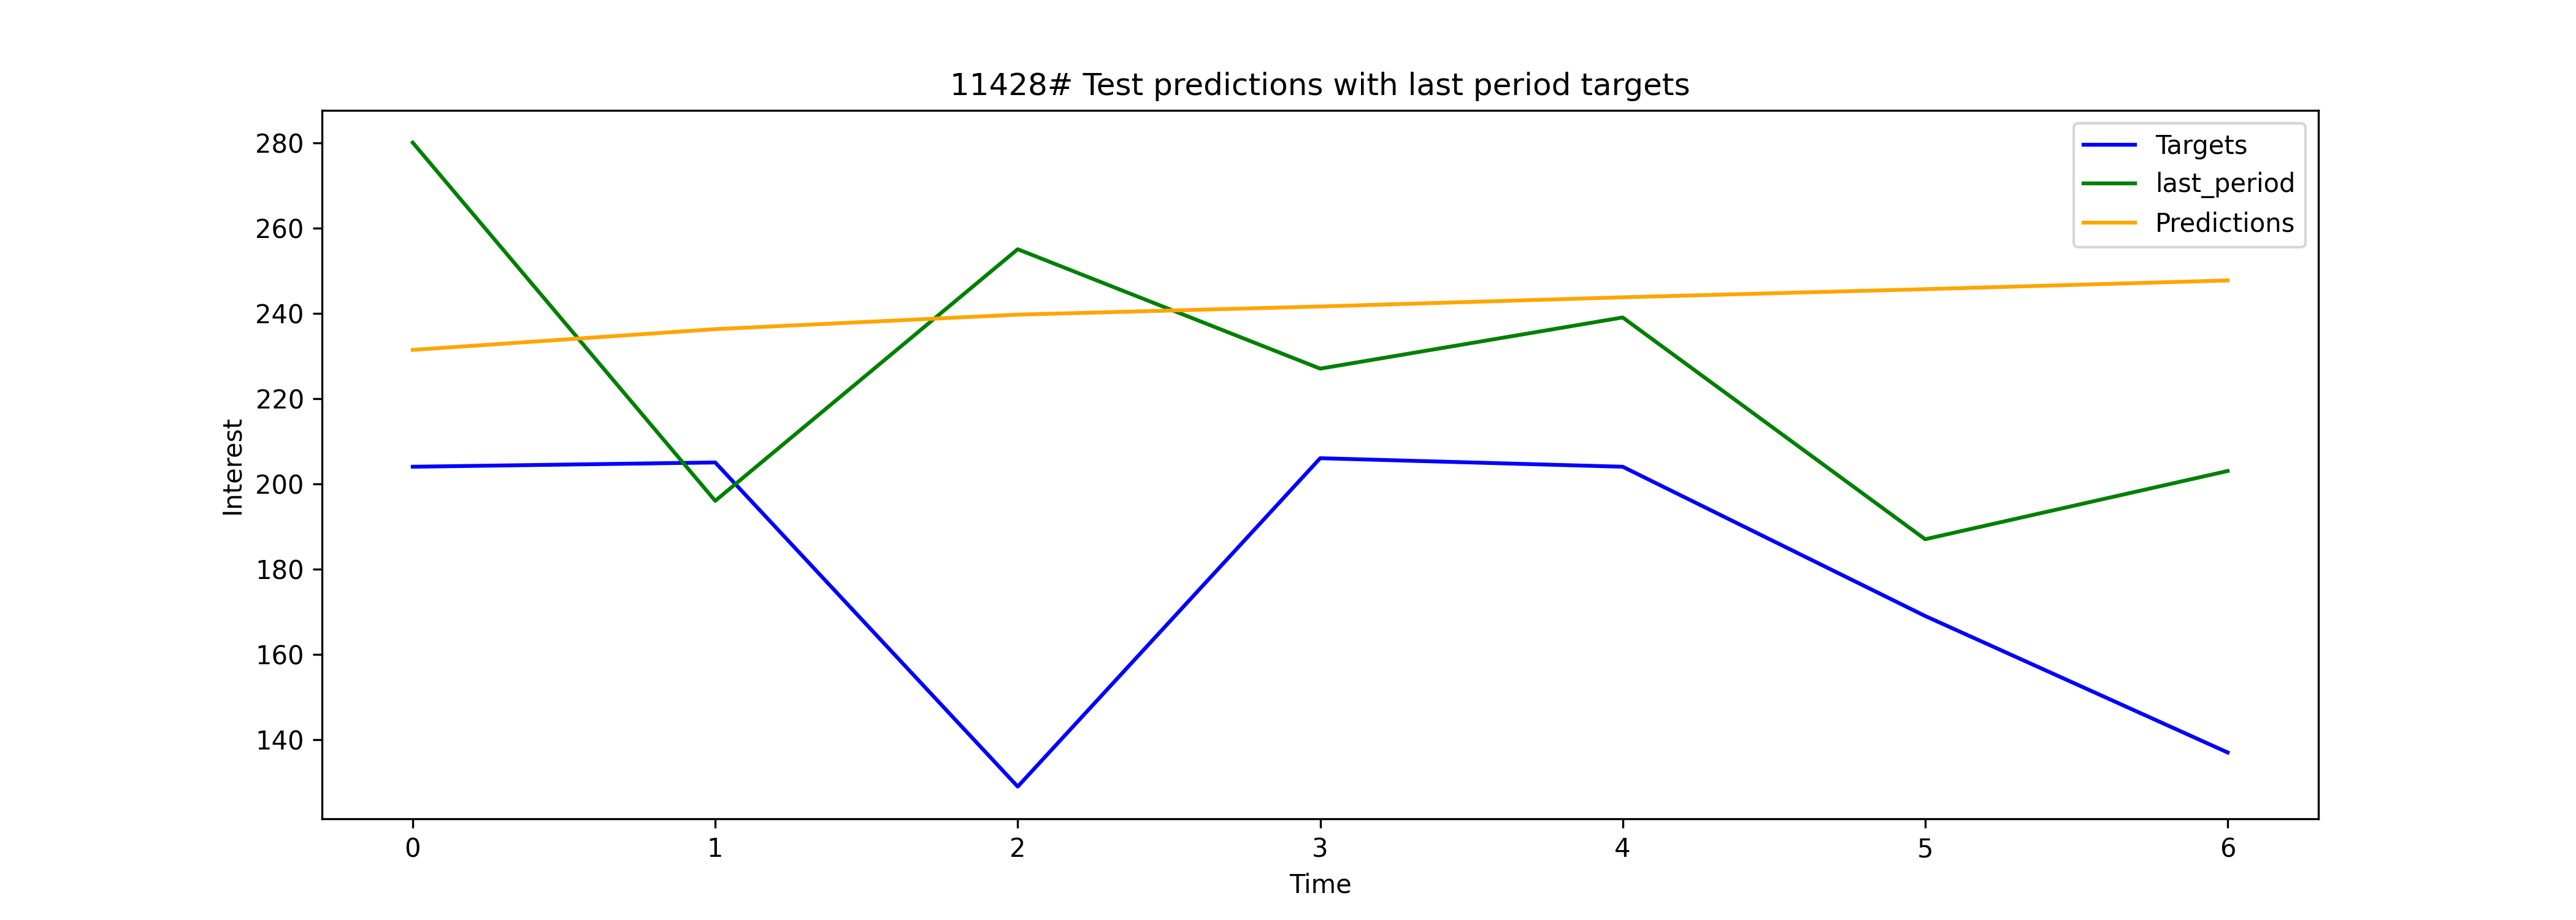 11428# Test predictions with last period targets
280
260
240
220
200
180
160
140
Interest
0 1 2 3 4 5 6
Time
Targets
last_period
Predictions